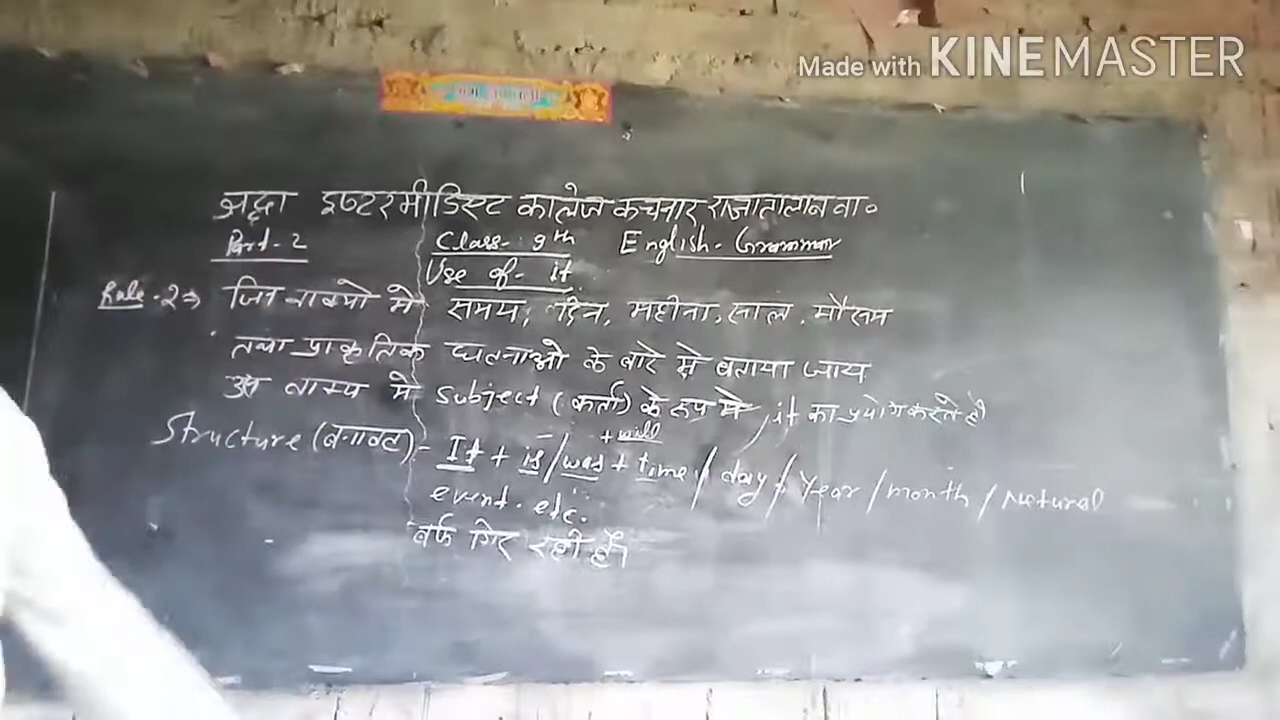 Made with KINEMASTER
श्रद्धा इण्टरमीडिएट कालेज कचनार राजातालाब वा०
Part-2 Class-9th English-Grammar
Use of-it
Rule-2⇒ जिन वाक्यो मे समय, दिन, महीना, साल, मौसम
तथा प्राकृतिक घटनाओ के बारे मे बताया जाय
उस वाक्य मे subject (कर्ता) के रूप मे, it का प्रयोग करते है
+ will
Structure (बनावट)- It + is/was + time / day / Year / month / Natural
event. etc.
बर्फ गिर रही है।